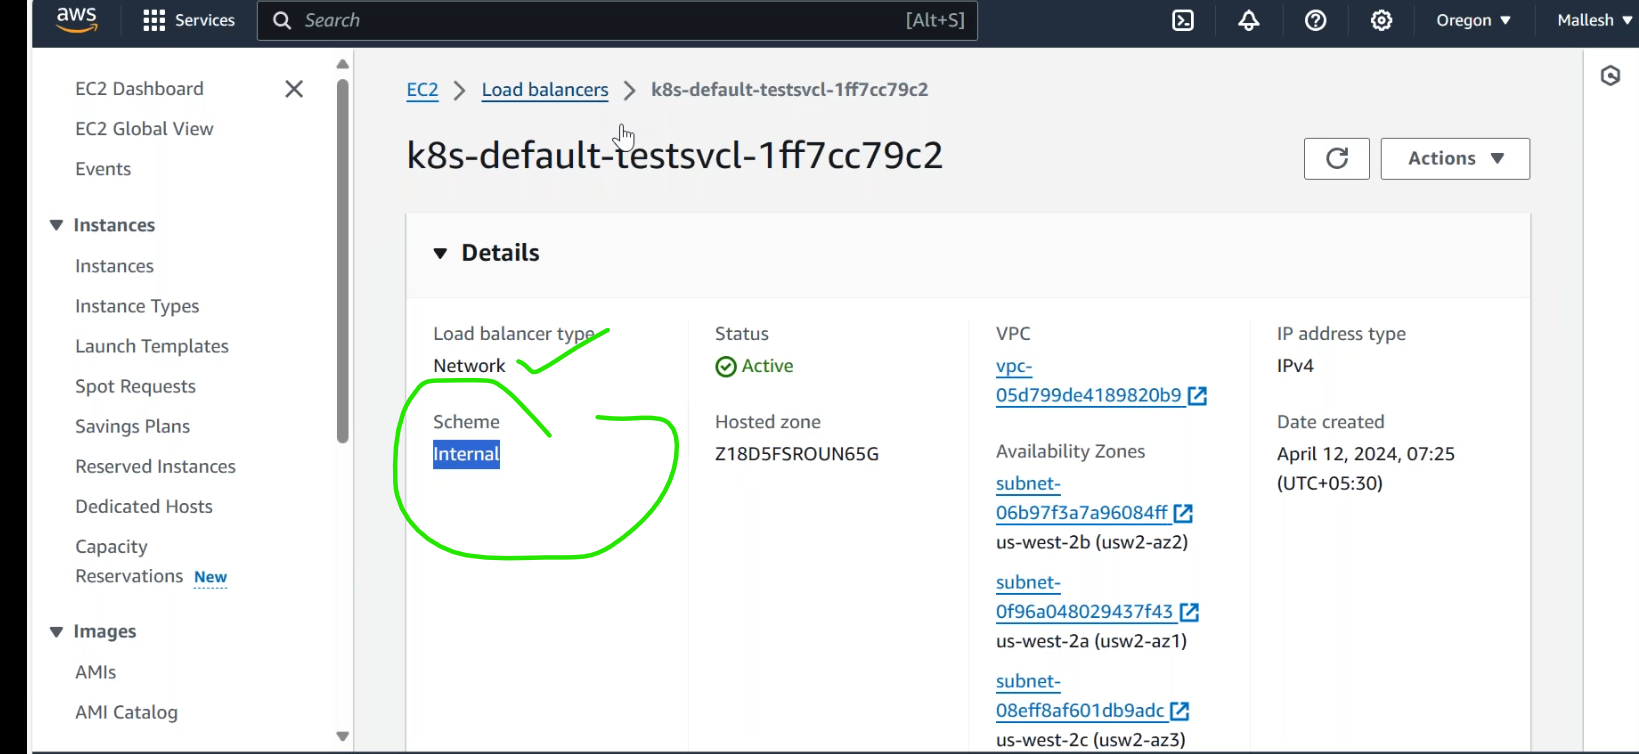 aws
Services
Search
[Alt+S]
Oregon
Mallesh
EC2 Dashboard
EC2 Global View
Events
Instances
Instances
Instance Types
Launch Templates
Spot Requests
Savings Plans
Reserved Instances
Dedicated Hosts
Capacity
Reservations New
Images
AMIs
AMI Catalog
EC2 > Load balancers > k8s-default-testsvcl-1ff7cc79c2
k8s-default-testsvcl-1ff7cc79c2
Actions
Details
Load balancer type
Network
Scheme
Internal
Status
Active
Hosted zone
Z18D5FSROUN65G
VPC
vpc-
05d799de4189820b9
Availability Zones
subnet-
06b97f3a7a96084ff
us-west-2b (usw2-az2)
subnet-
0f96a048029437f43
us-west-2a (usw2-az1)
subnet-
08eff8af601db9adc
us-west-2c (usw2-az3)
IP address type
IPv4
Date created
April 12, 2024, 07:25
(UTC+05:30)